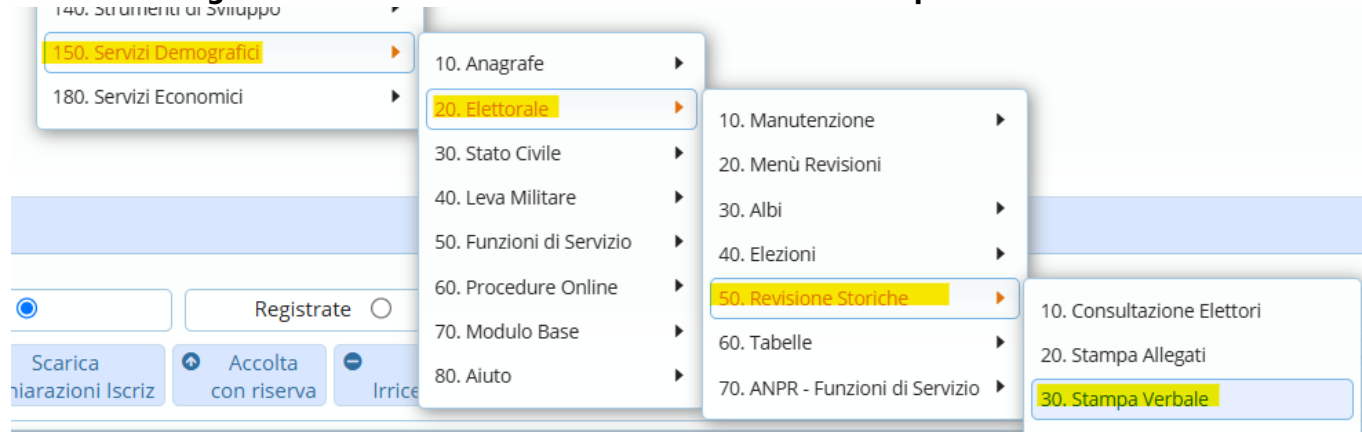 140. Strumenti di Sviluppo
150. Servizi Demografici
180. Servizi Economici
10. Anagrafe
20. Elettorale
30. Stato Civile
40. Leva Militare
50. Funzioni di Servizio
60. Procedure Online
70. Modulo Base
80. Aiuto
10. Manutenzione
20. Menù Revisioni
30. Albi
40. Elezioni
50. Revisione Storiche
60. Tabelle
70. ANPR - Funzioni di Servizio
10. Consultazione Elettori
20. Stampa Allegati
30. Stampa Verbale
Registrate
Scarica
hiarazioni Iscriz
Accolta
con riserva
Irrice